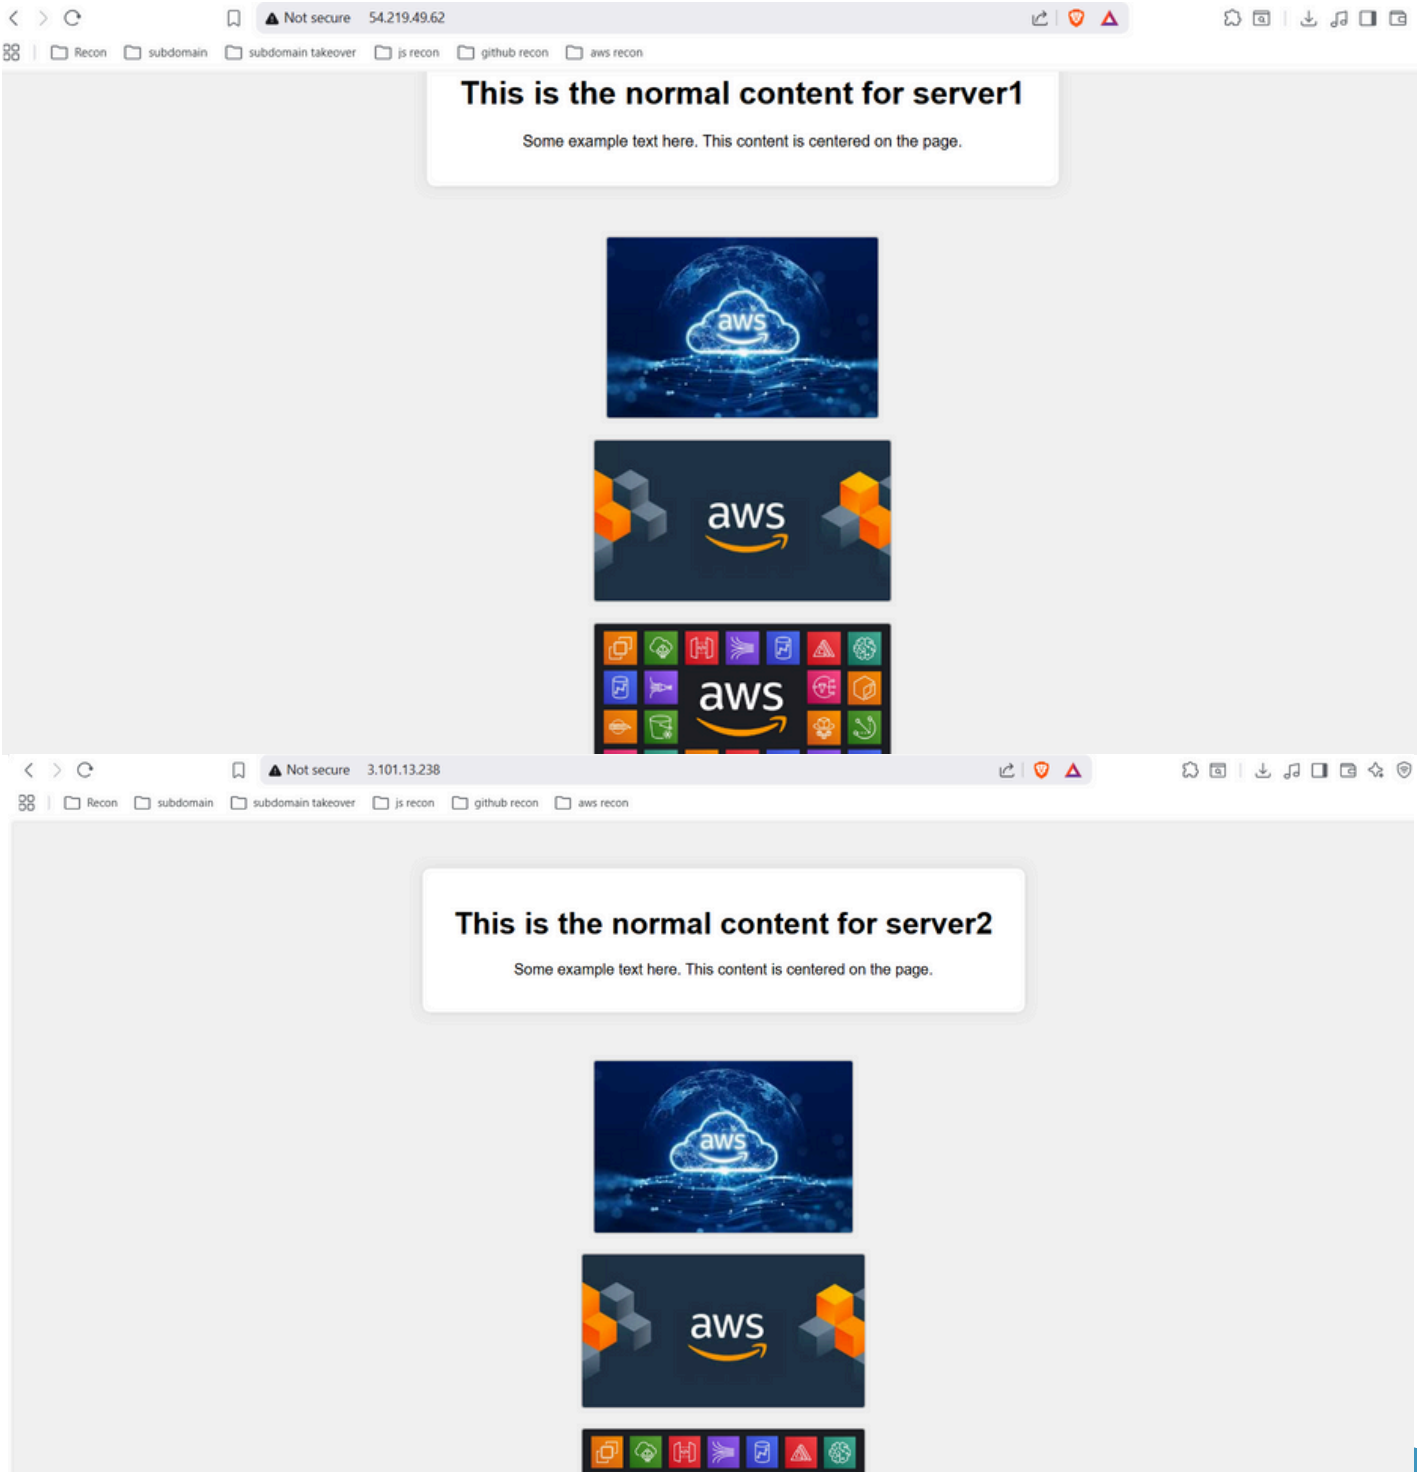 Not secure 54.219.49.62
Recon subdomain subdomain takeover js recon github recon aws recon
This is the normal content for server1
Some example text here. This content is centered on the page.
aws
aws
aws
Not secure 3.101.13.238
Recon subdomain subdomain takeover js recon github recon aws recon
This is the normal content for server2
Some example text here. This content is centered on the page.
aws
aws